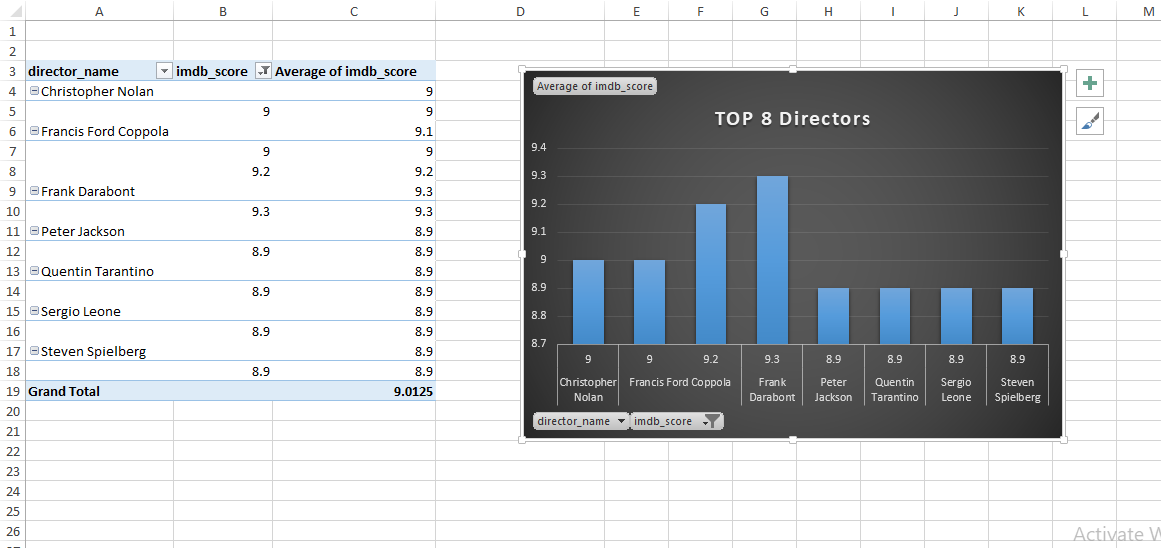 A B C D E F G H I J K L M
1
2
3 director_name imdb_score Average of imdb_score
4 Christopher Nolan 9
5 9 9
6 Francis Ford Coppola 9.1
7 9 9
8 9.2 9.2
9 Frank Darabont 9.3
10 9.3 9.3
11 Peter Jackson 8.9
12 8.9 8.9
13 Quentin Tarantino 8.9
14 8.9 8.9
15 Sergio Leone 8.9
16 8.9 8.9
17 Steven Spielberg 8.9
18 8.9 8.9
19 Grand Total 9.0125
20
21
22
23
24
25
26
Average of imdb_score
TOP 8 Directors
9.4
9.3
9.2
9.1
9
8.9
8.8
8.7
9 9 9.2 9.3 8.9 8.9 8.9 8.9
Christopher Francis Ford Coppola Frank Peter Quentin Sergio Steven
Nolan Darabont Jackson Tarantino Leone Spielberg
director_name imdb_score
Activate W